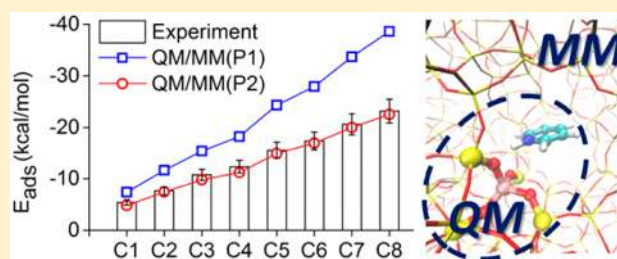 Experiment
QM/MM(P1)
QM/MM(P2)
E_ads (kcal/mol)
-40
-30
-20
-10
0
C1 C2 C3 C4 C5 C6 C7 C8
MM
QM